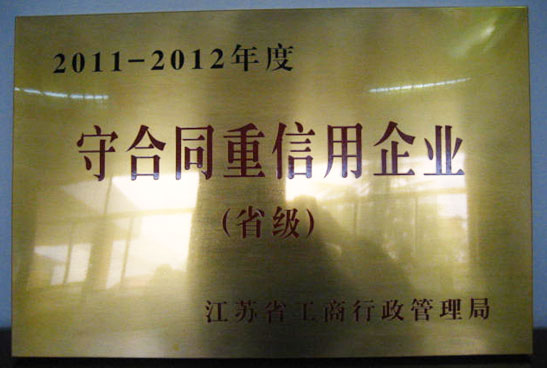 2011-2012年度
守合同重信用企业
(省级)
江苏省工商行政管理局